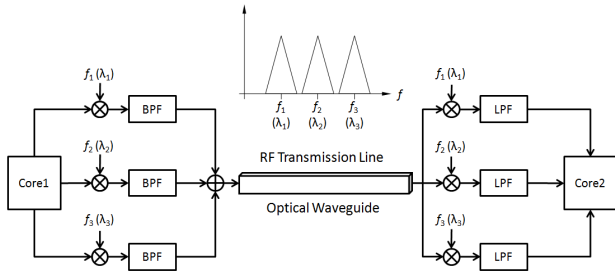 f1(λ1)
BPF
f2(λ2)
BPF
f3(λ3)
BPF
Core1
f
f1 f2 f3
(λ1) (λ2) (λ3)
RF Transmission Line
Optical Waveguide
f1(λ1)
LPF
f2(λ2)
LPF
f3(λ3)
LPF
Core2